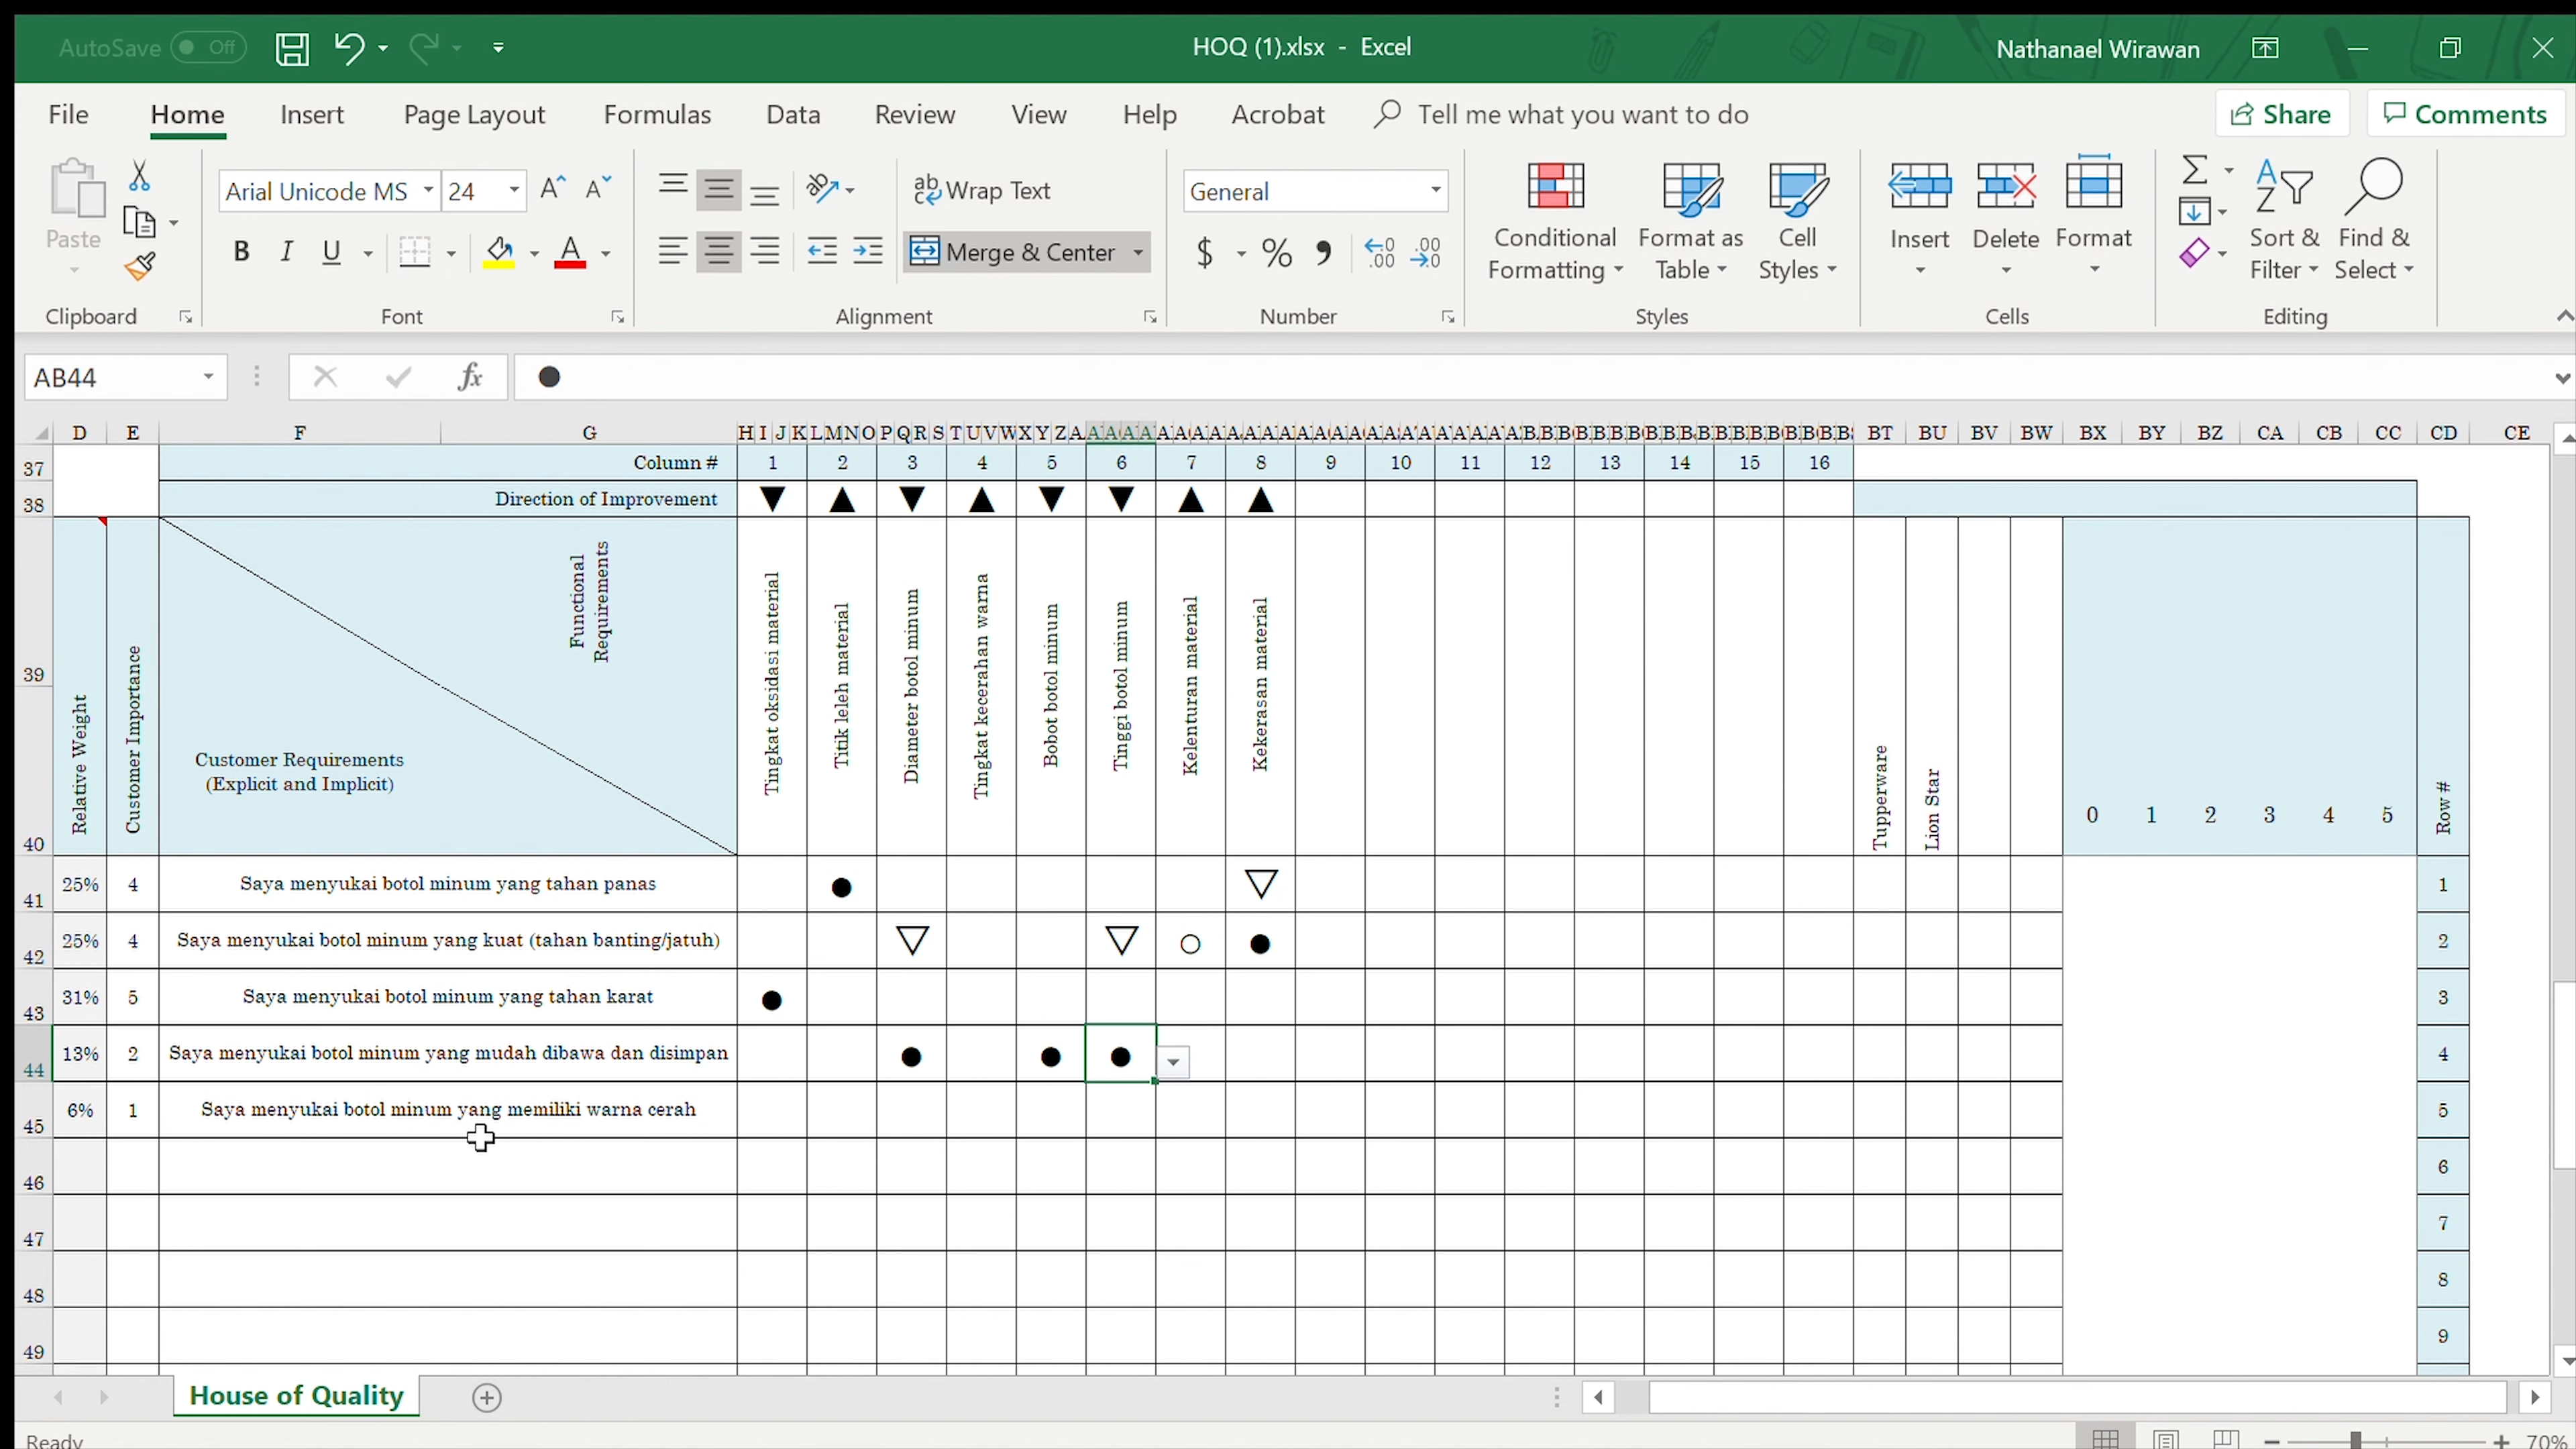 AutoSave Off
HOQ (1).xlsx - Excel
Nathanael Wirawan
File Home Insert Page Layout Formulas Data Review View Help Acrobat Tell me what you want to do Share Comments
Paste
Arial Unicode MS 24
Wrap Text
General
Merge & Center
B I U
$ %
Conditional Formatting
Format as Table
Cell Styles
Insert Delete Format
Sort & Filter
Find & Select
Clipboard Font Alignment Number Styles Cells Editing
AB44 fx ●
D E F G BT BU BV BW BX BY BZ CA CB CC CD CE
37 Column # 1 2 3 4 5 6 7 8 9 10 11 12 13 14 15 16
38 Direction of Improvement ▼ ▲ ▼ ▲ ▼ ▼ ▲ ▲
39
40
Relative Weight
Customer Importance
Functional
Requirements
Customer Requirements
(Explicit and Implicit)
Tingkat oksidasi material
Titik leleh material
Diameter botol minum
Tingkat kecerahan warna
Bobot botol minum
Tinggi botol minum
Kelenturan material
Kekerasan material
Tupperware
Lion Star
0 1 2 3 4 5
Row #
41 25% 4 Saya menyukai botol minum yang tahan panas ● ▽ 1
42 25% 4 Saya menyukai botol minum yang kuat (tahan banting/jatuh) ▽ ▽ ○ ● 2
43 31% 5 Saya menyukai botol minum yang tahan karat ● 3
44 13% 2 Saya menyukai botol minum yang mudah dibawa dan disimpan ● ● ● 4
45 6% 1 Saya menyukai botol minum yang memiliki warna cerah 5
46 6
47 7
48 8
49 9
House of Quality
Ready
70%